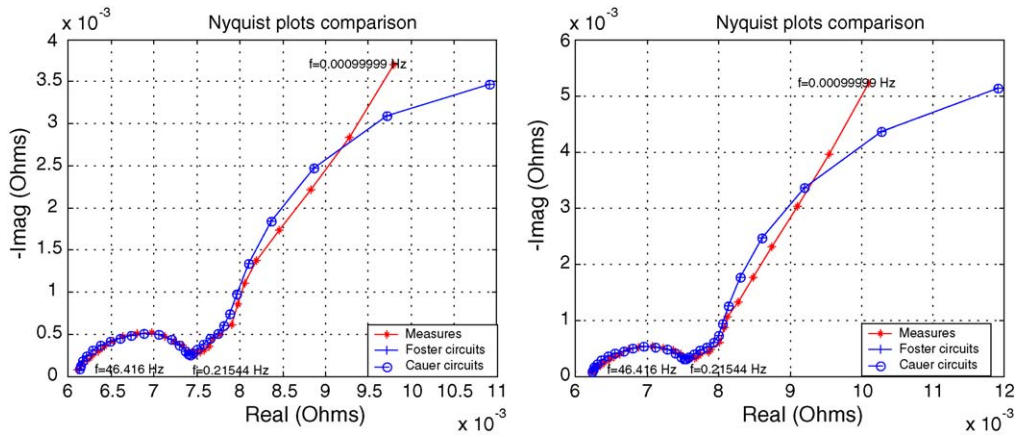 x 10⁻³
Nyquist plots comparison
4
3.5
3
2.5
2
1.5
1
0.5
0
-Imag (Ohms)
f=0.00099999 Hz
f=46.416 Hz
f=0.21544 Hz
Measures
Foster circuits
Cauer circuits
6 6.5 7 7.5 8 8.5 9 9.5 10 10.5 11
Real (Ohms)
x 10⁻³
x 10⁻³
Nyquist plots comparison
6
5
4
3
2
1
0
-Imag (Ohms)
f=0.00099999 Hz
f=46.416 Hz
f=0.21544 Hz
Measures
Foster circuits
Cauer circuits
6 7 8 9 10 11 12
Real (Ohms)
x 10⁻³